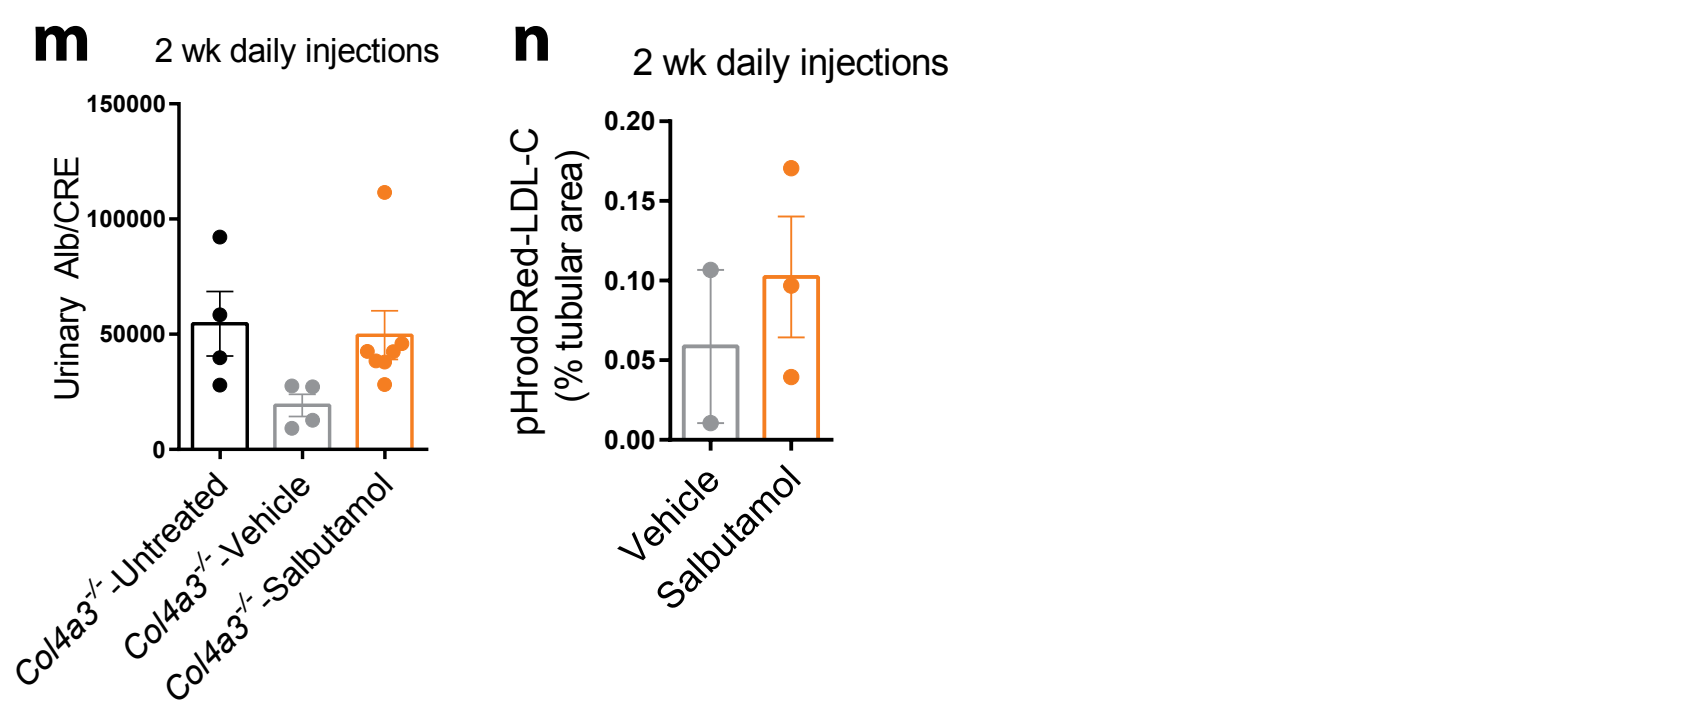 m
2 wk daily injections
150000
100000
50000
0
Urinary Alb/CRE
Col4a3-/--Untreated
Col4a3-/--Vehicle
Col4a3-/--Salbutamol
n
2 wk daily injections
0.20
0.15
0.10
0.05
0.00
pHrodoRed-LDL-C
(% tubular area)
Vehicle
Salbutamol